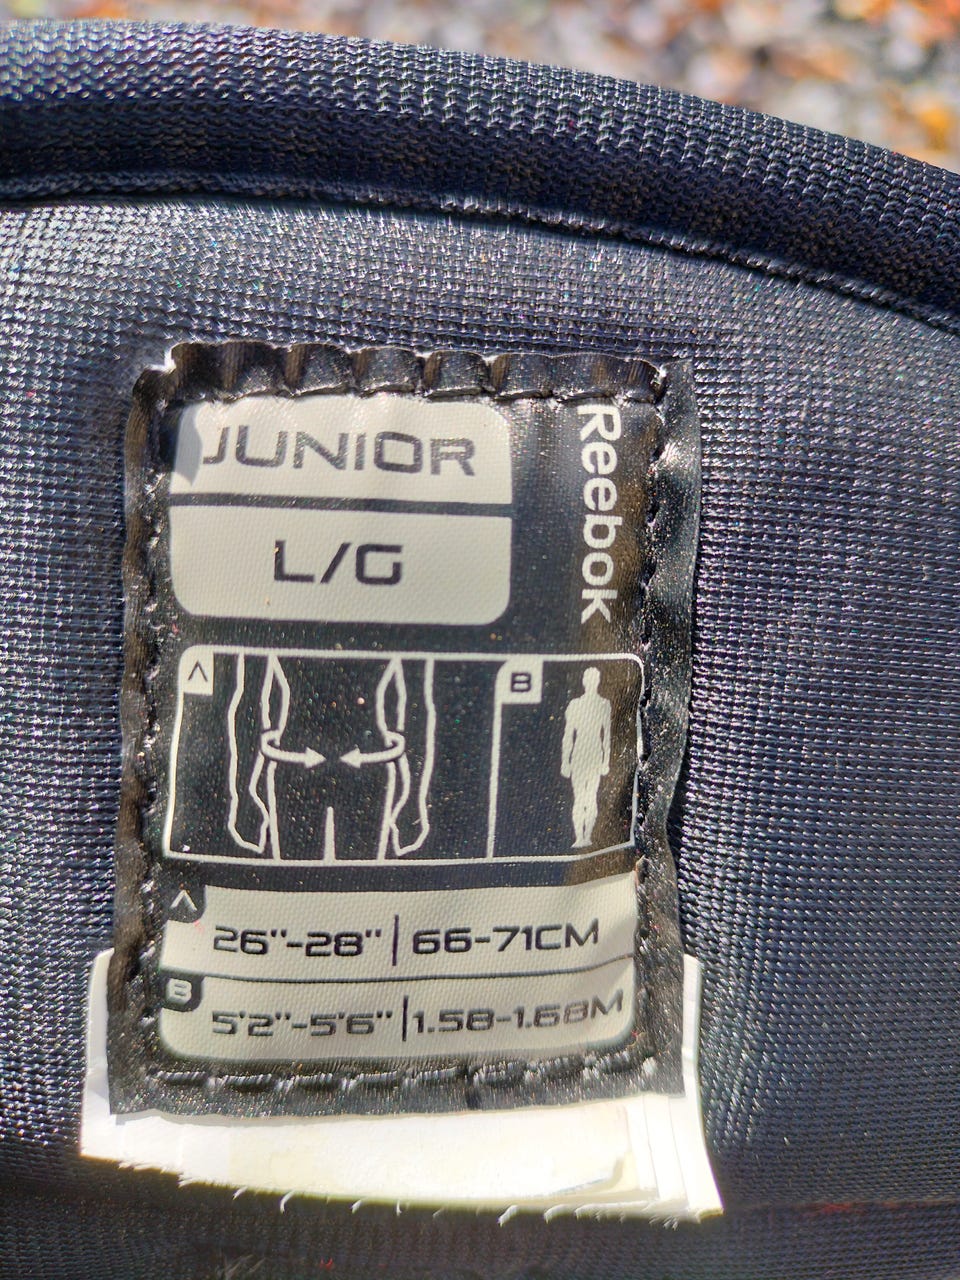 JUNIOR
Reebok
L/G
A
B
A 26"-28" | 66-71CM
B 5'2"-5'6" | 1.58-1.68M